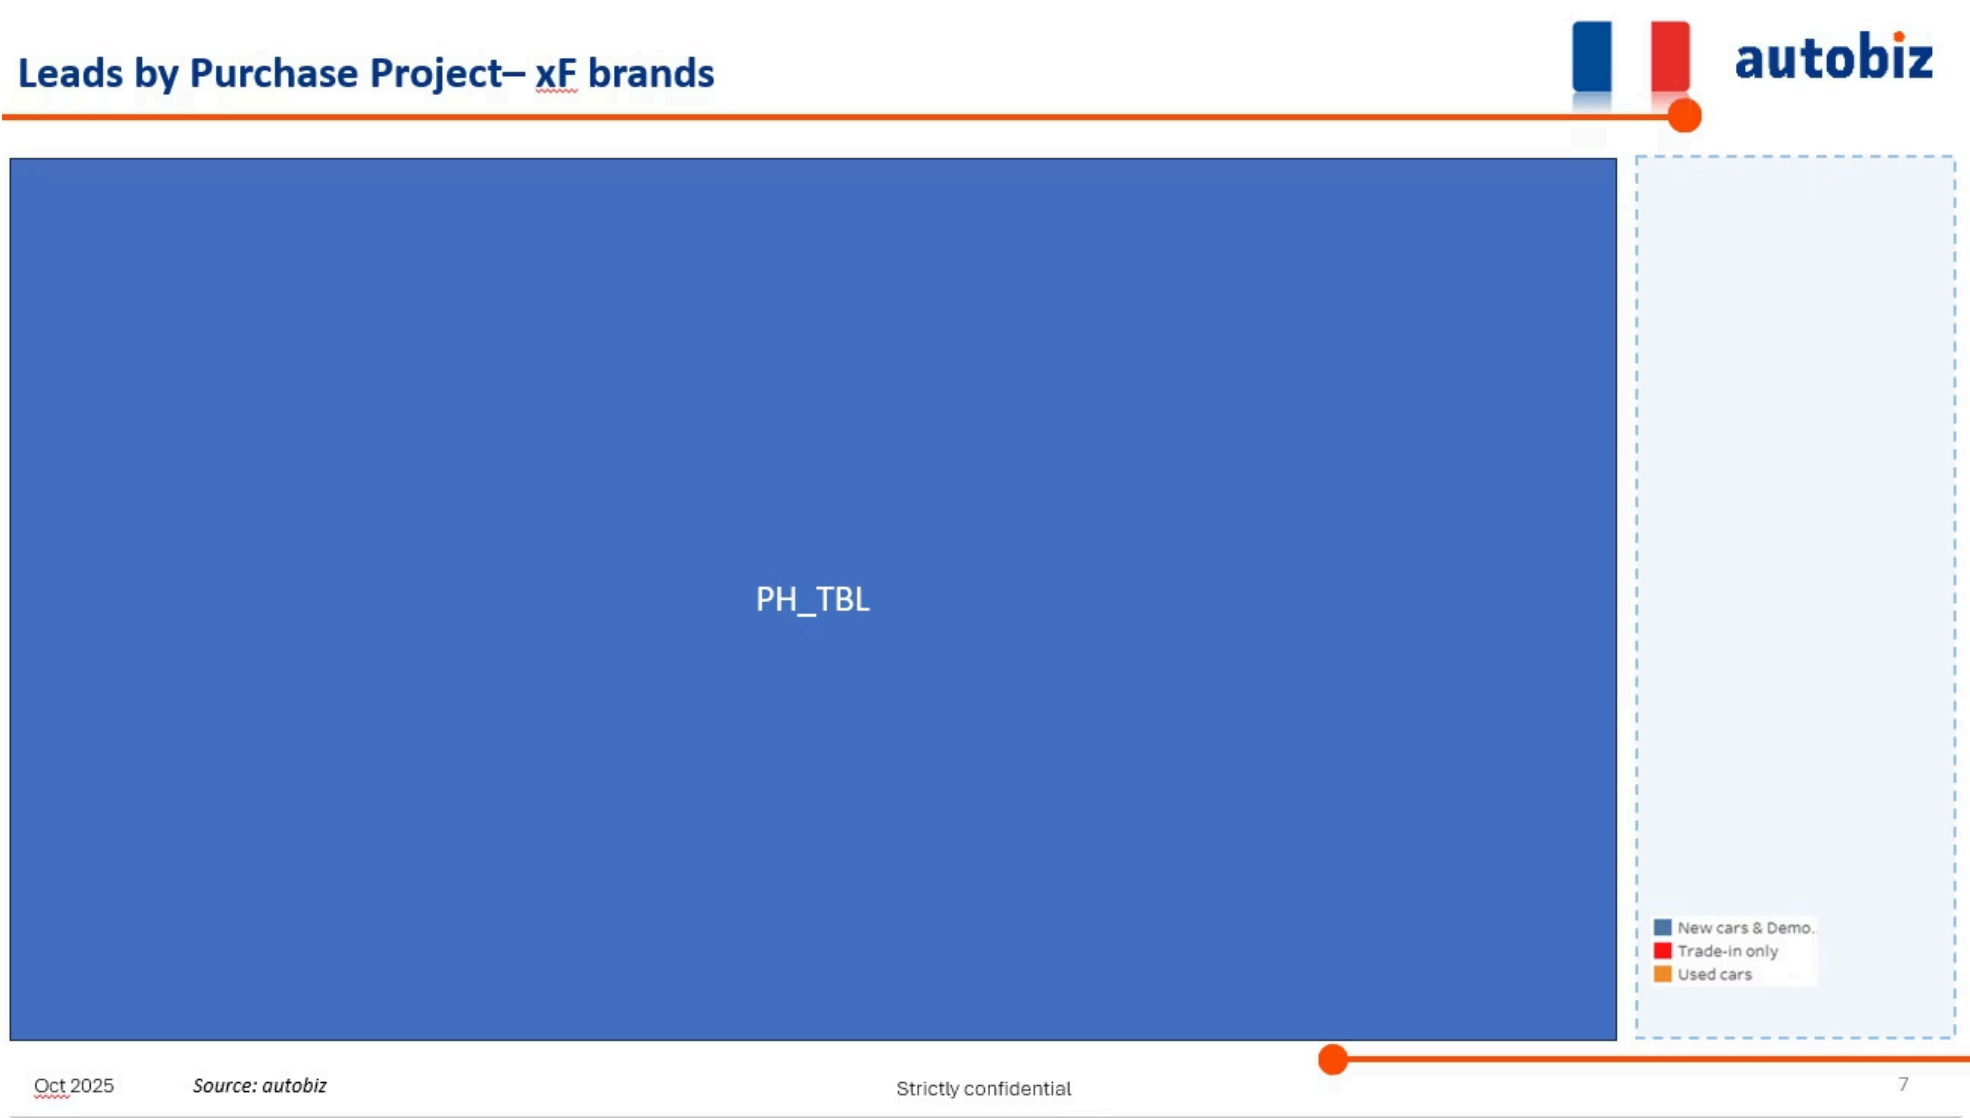 Leads by Purchase Project– xF brands
autobiz
PH_TBL
New cars & Demo..
Trade-in only
Used cars
Oct 2025
Source: autobiz
Strictly confidential
7